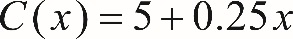 C(x) = 5 + 0.25x